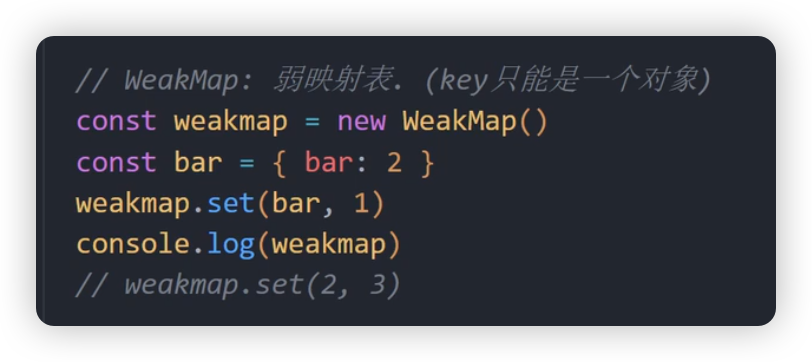 // WeakMap: 弱映射表. (key只能是一个对象)
const weakmap = new WeakMap()
const bar = { bar: 2 }
weakmap.set(bar, 1)
console.log(weakmap)
// weakmap.set(2, 3)